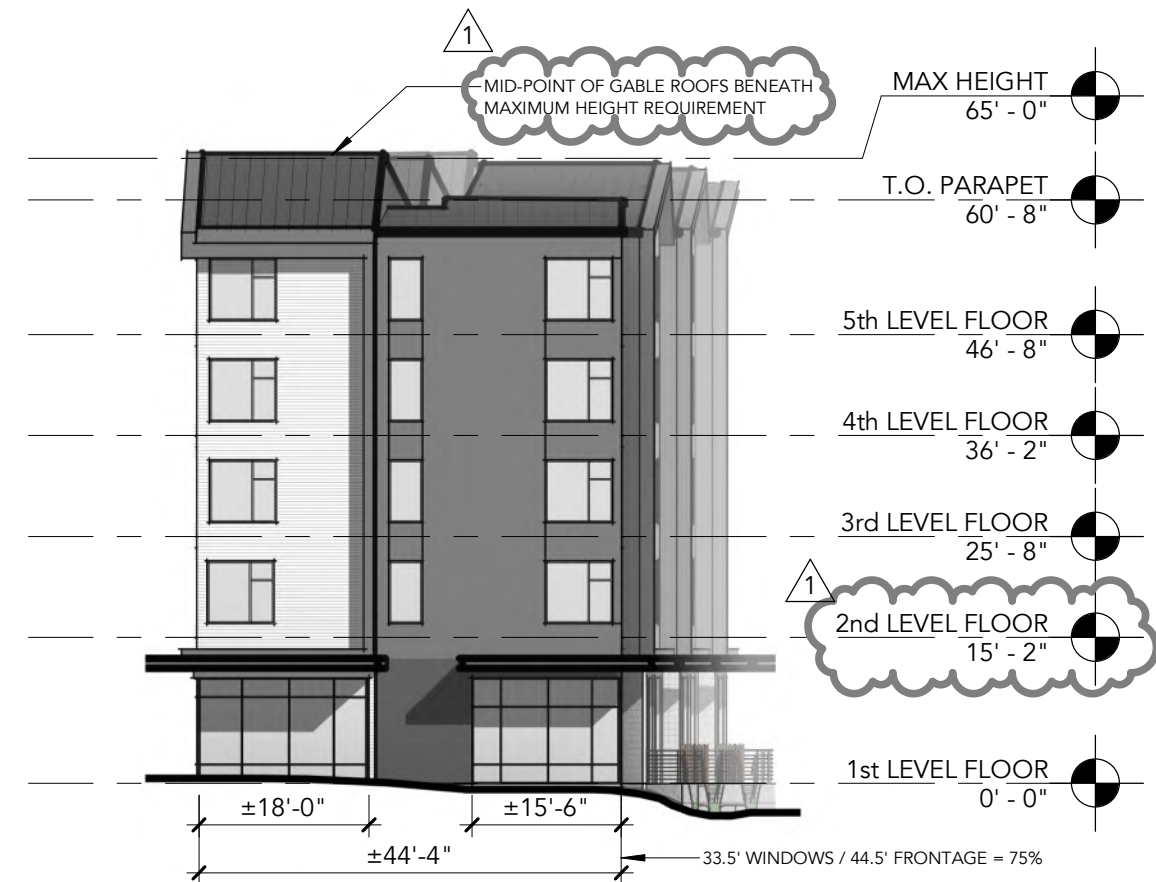 1
MID-POINT OF GABLE ROOFS BENEATH
MAXIMUM HEIGHT REQUIREMENT
MAX HEIGHT
65' - 0"
T.O. PARAPET
60' - 8"
5th LEVEL FLOOR
46' - 8"
4th LEVEL FLOOR
36' - 2"
3rd LEVEL FLOOR
25' - 8"
1
2nd LEVEL FLOOR
15' - 2"
1st LEVEL FLOOR
0' - 0"
±18'-0"
±15'-6"
±44'-4"
33.5' WINDOWS / 44.5' FRONTAGE = 75%